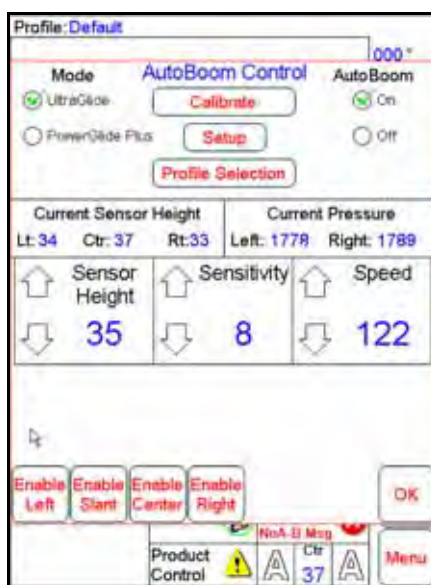 Profile: Default
000 °
Mode AutoBoom Control AutoBoom
UltraGlide Calibrate On
PowerGlide Plus Setup Off
Profile Selection
Current Sensor Height Current Pressure
Lt: 34 Ctr: 37 Rt:33 Left: 1778 Right: 1789
Sensor Height Sensitivity Speed
35 8 122
Enable Left Enable Slant Enable Center Enable Right OK
NoA-B Msg
Product Control A Ctr 37 A Menu